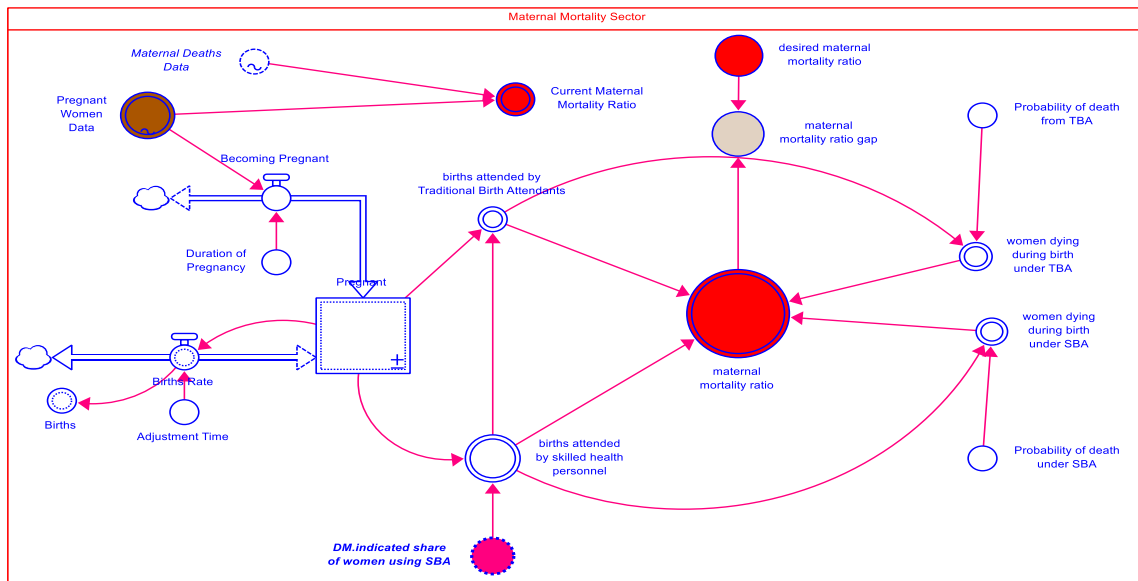 Maternal Mortality Sector
Maternal Deaths
Data
desired maternal
mortality ratio
Pregnant
Women
Data
Current Maternal
Mortality Ratio
Probability of death
from TBA
maternal
mortality ratio gap
Becoming Pregnant
births attended by
Traditional Birth Attendants
Duration of
Pregnancy
women dying
during birth
under TBA
Pregnant
women dying
during birth
under SBA
maternal
mortality ratio
Births Rate
Births
Adjustment Time
births attended
by skilled health
personnel
Probability of death
under SBA
DM.indicated share
of women using SBA